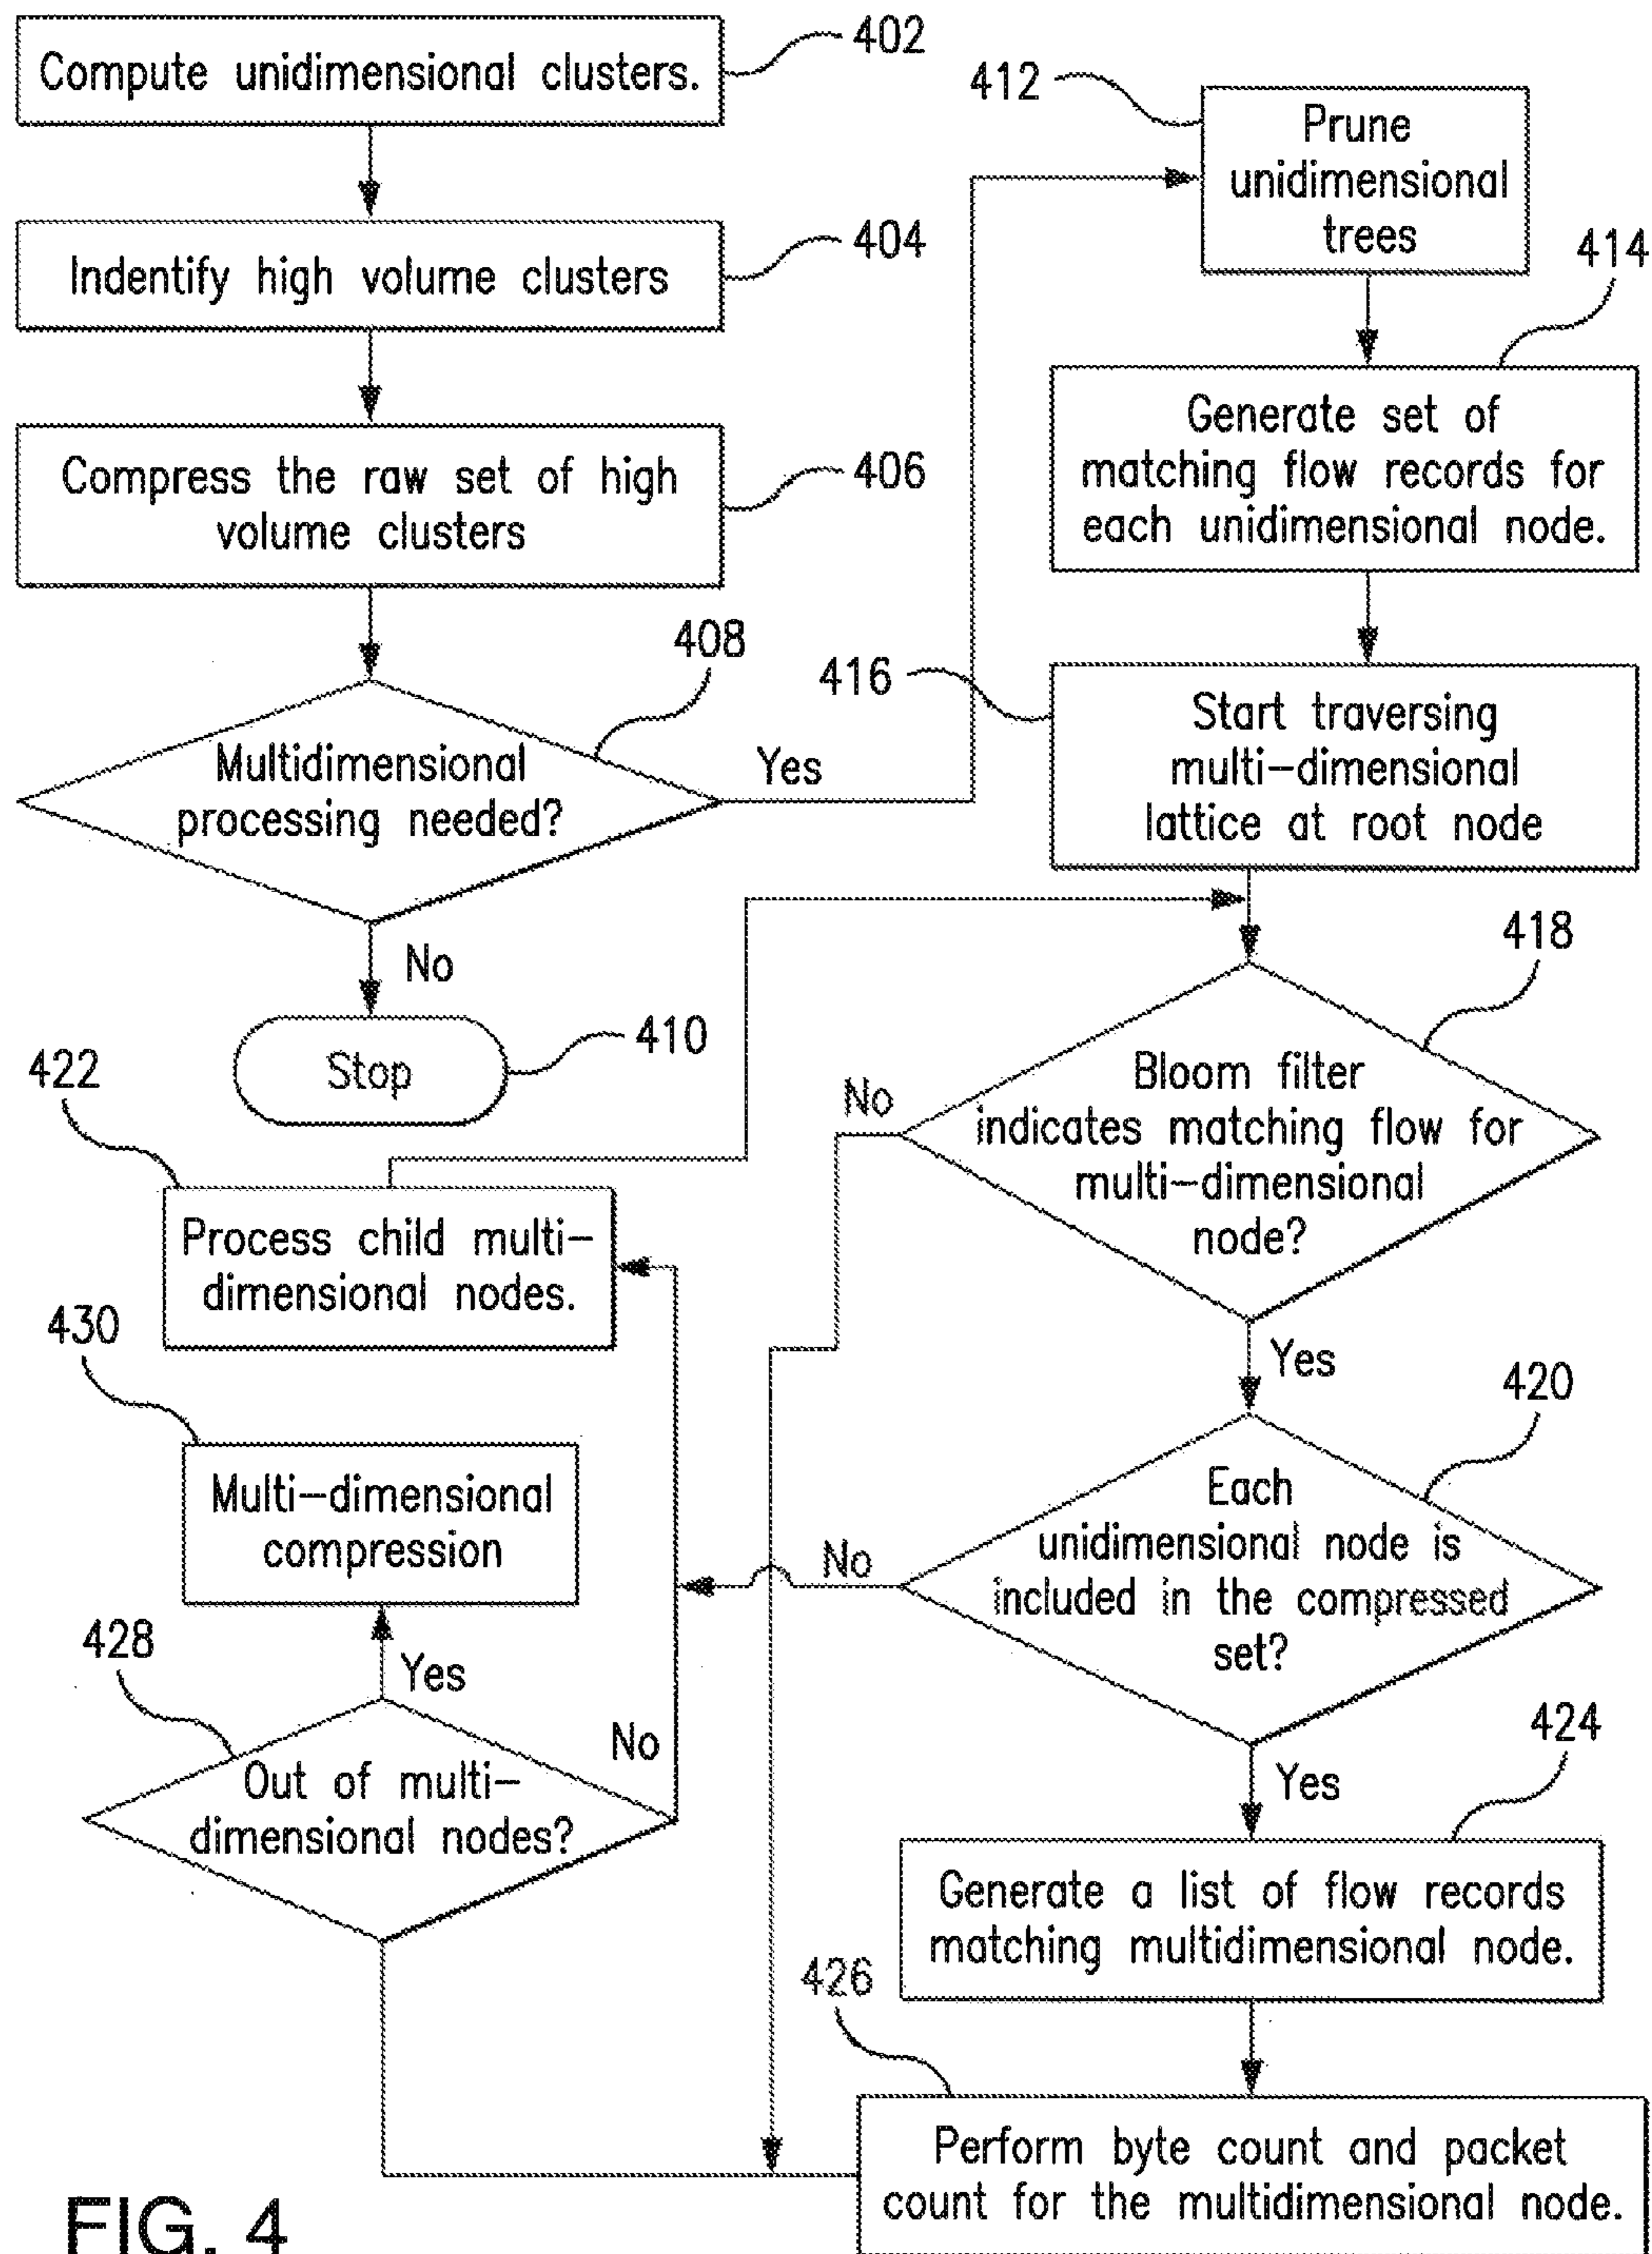 Compute unidimensional clusters.
402
Indentify high volume clusters
404
Compress the raw set of high
volume clusters
406
408
Multidimensional
processing needed?
Yes
No
Stop
410
412
Prune
unidimensional
trees
414
Generate set of
matching flow records for
each unidimensional node.
416
Start traversing
multi-dimensional
lattice at root node
418
Bloom filter
indicates matching flow for
multi-dimensional
node?
No
Yes
420
Each
unidimensional node is
included in the compressed
set?
No
Yes
422
Process child multi-
dimensional nodes.
424
Generate a list of flow records
matching multidimensional node.
426
Perform byte count and packet
count for the multidimensional node.
428
Out of multi-
dimensional nodes?
No
Yes
430
Multi-dimensional
compression
FIG. 4